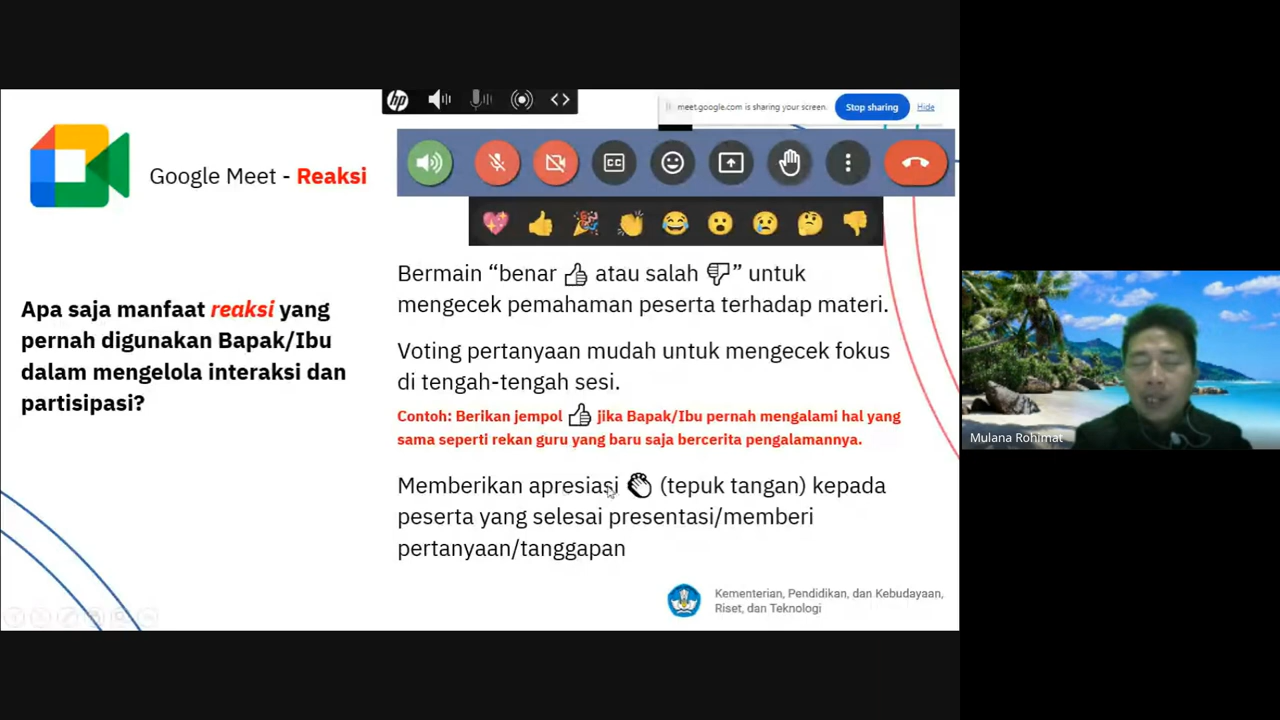 hp
meet.google.com is sharing your screen.
Stop sharing
Hide
Google Meet - Reaksi
CC
Apa saja manfaat reaksi yang
pernah digunakan Bapak/Ibu
dalam mengelola interaksi dan
partisipasi?
Bermain “benar 👍 atau salah 👎” untuk
mengecek pemahaman peserta terhadap materi.
Voting pertanyaan mudah untuk mengecek fokus
di tengah-tengah sesi.
Contoh: Berikan jempol 👍 jika Bapak/Ibu pernah mengalami hal yang
sama seperti rekan guru yang baru saja bercerita pengalamannya.
Memberikan apresiasi 👏 (tepuk tangan) kepada
peserta yang selesai presentasi/memberi
pertanyaan/tanggapan
Kementerian, Pendidikan, dan Kebudayaan,
Riset, dan Teknologi
Mulana Rohimat